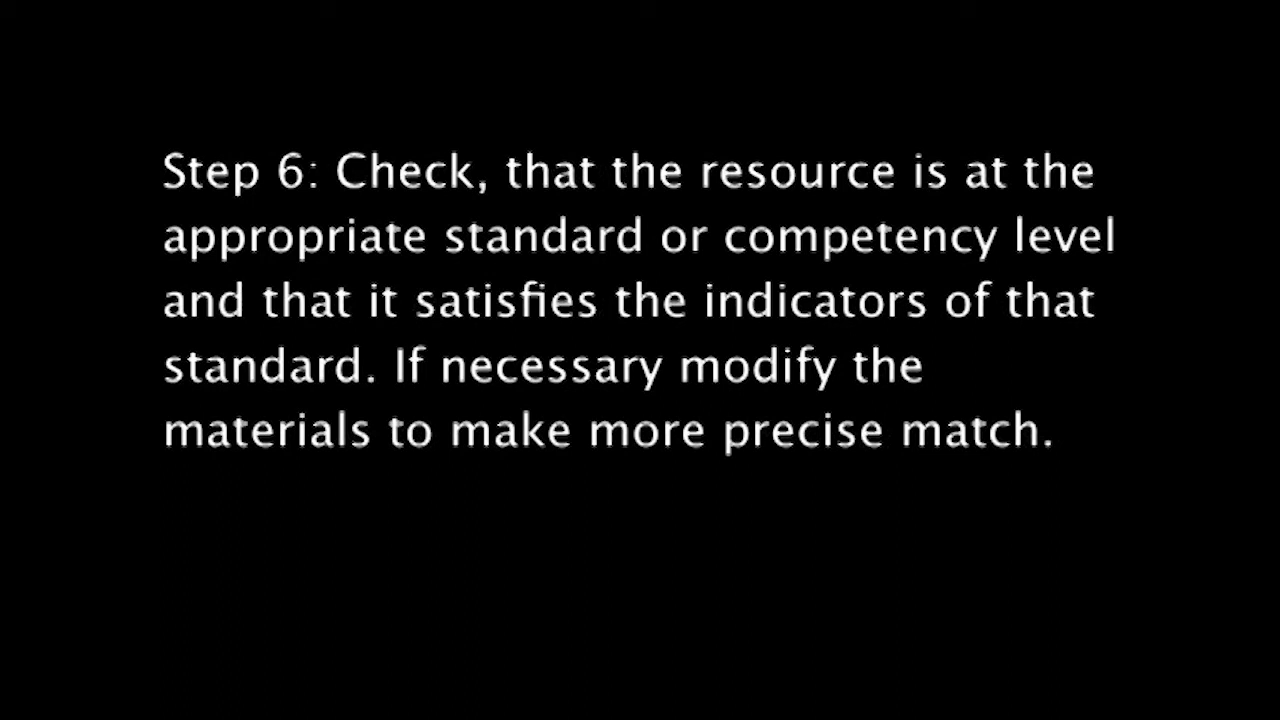 Step 6: Check, that the resource is at the
appropriate standard or competency level
and that it satisfies the indicators of that
standard. If necessary modify the
materials to make more precise match.